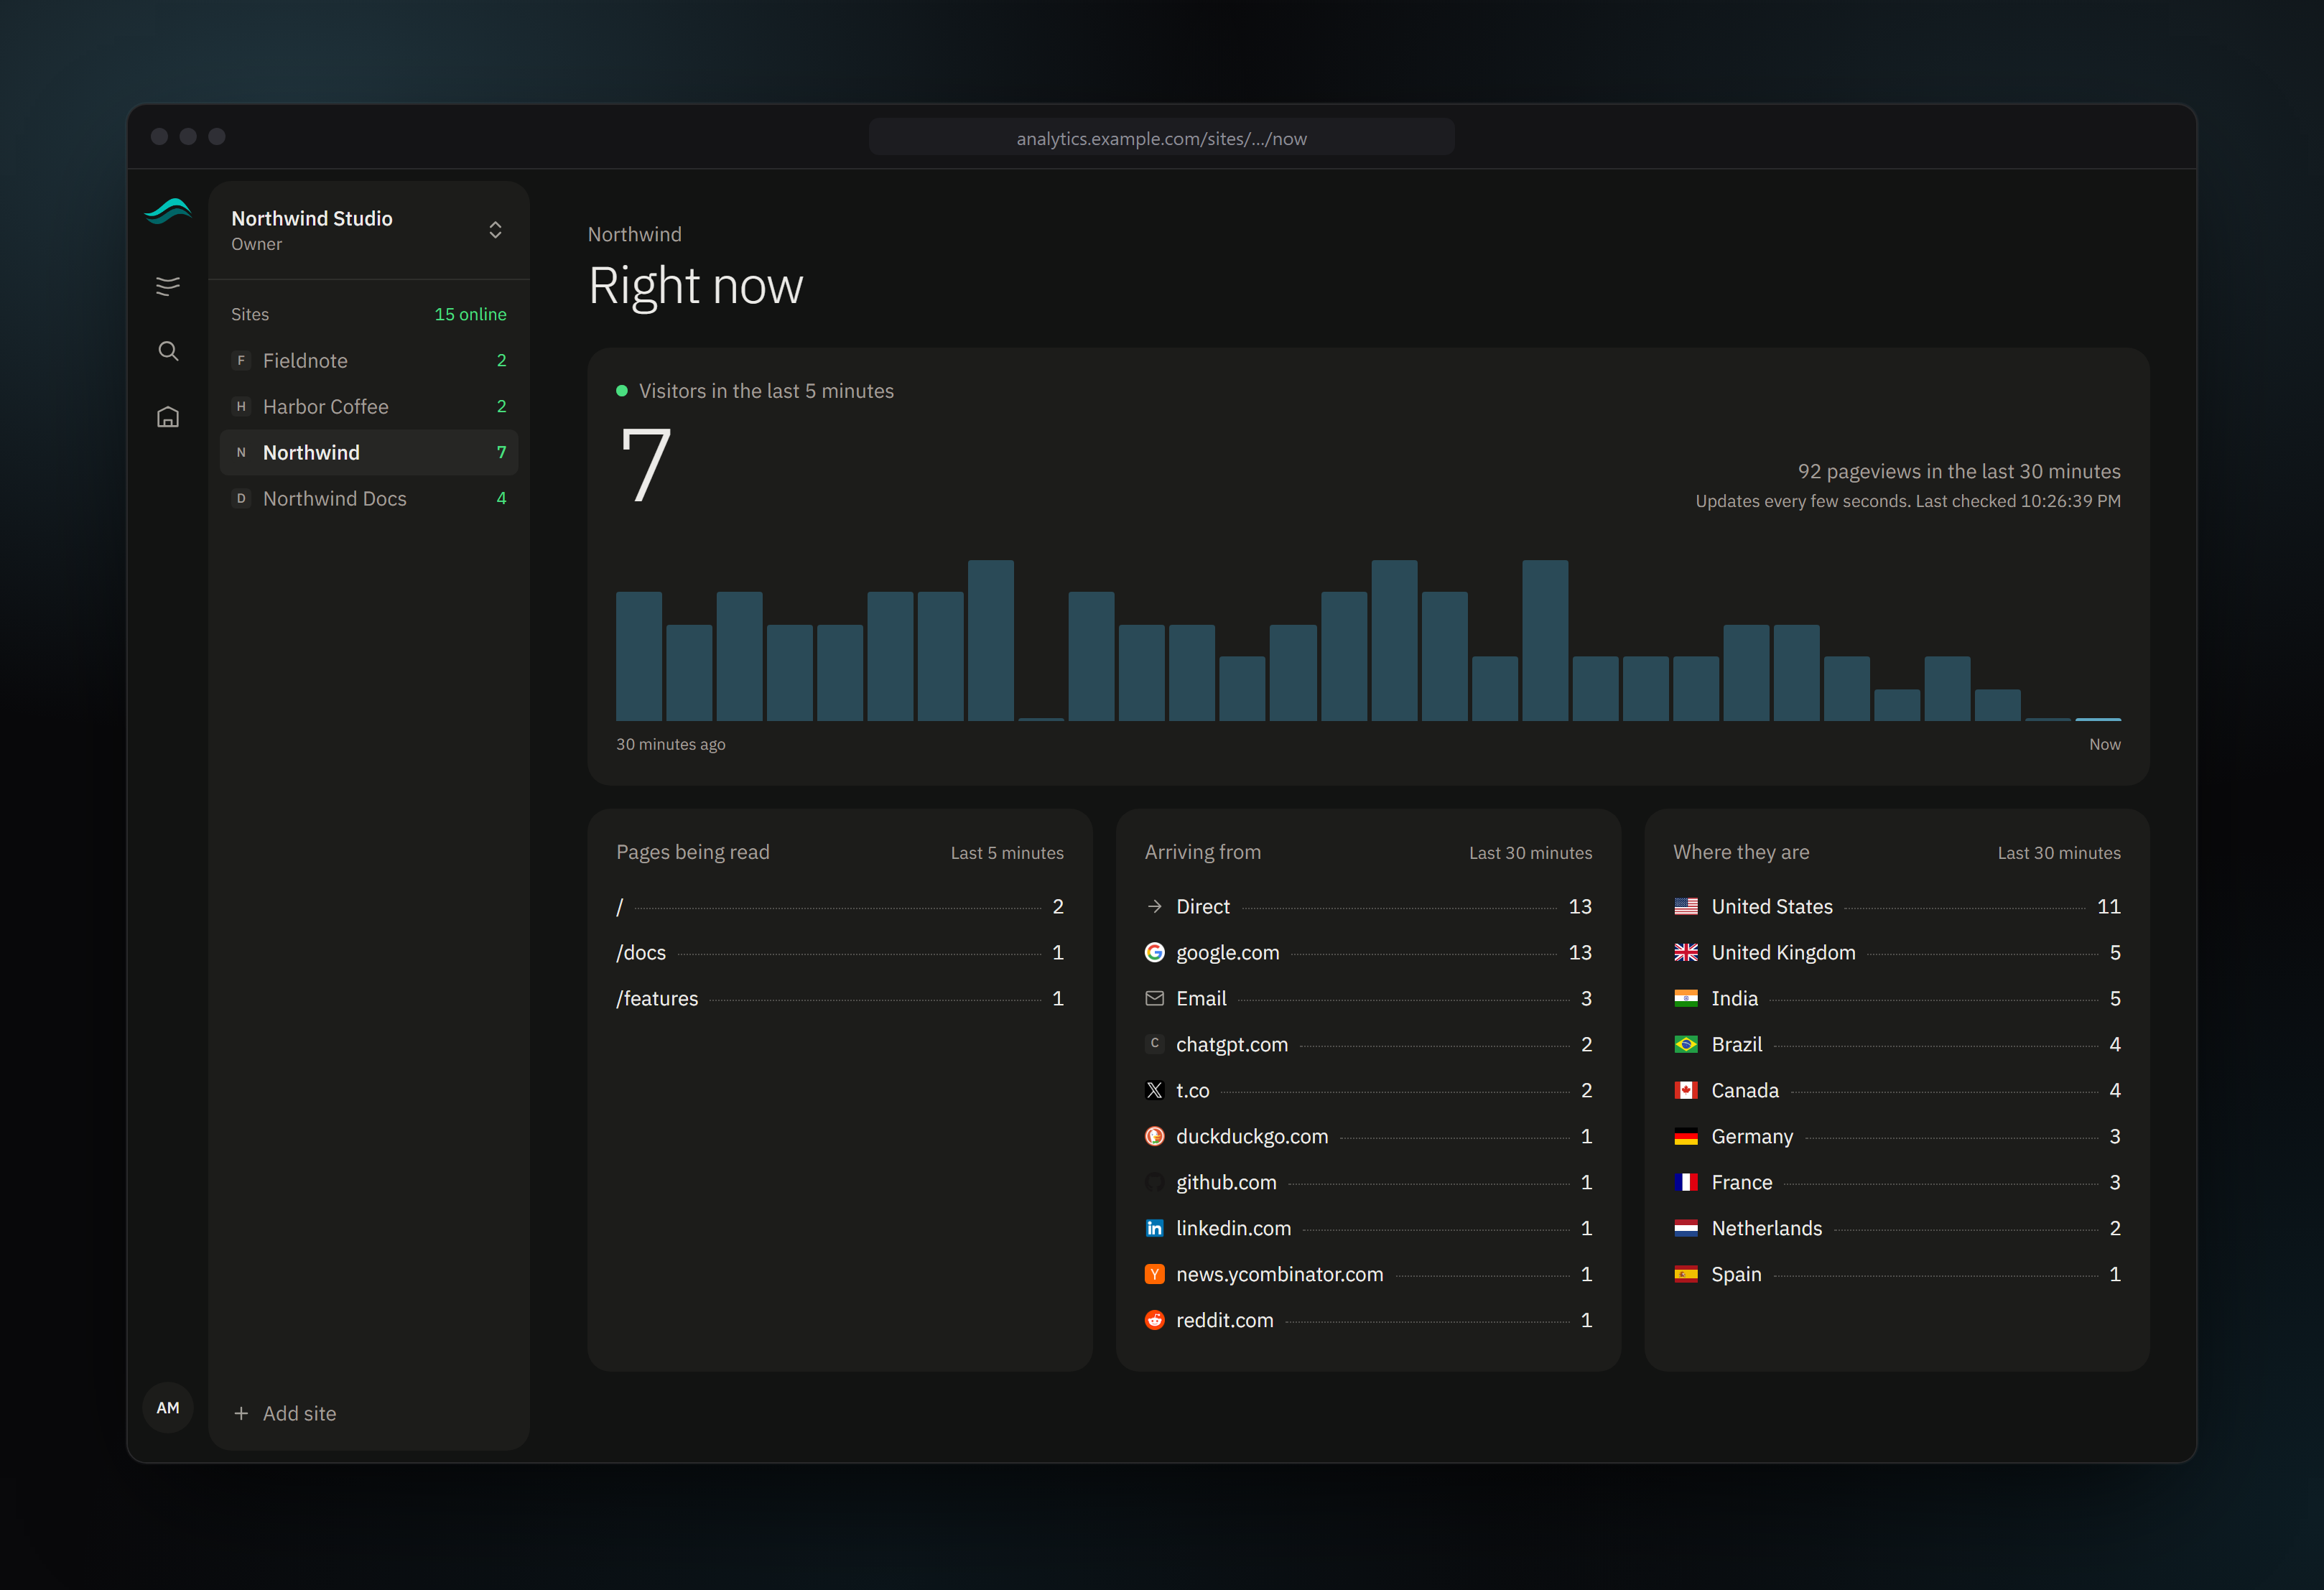 analytics.example.com/sites/.../now
Northwind Studio
Owner
Sites 15 online
F Fieldnote 2
H Harbor Coffee 2
N Northwind 7
D Northwind Docs 4
Add site
AM
Northwind
Right now
Visitors in the last 5 minutes
7
92 pageviews in the last 30 minutes
Updates every few seconds. Last checked 10:26:39 PM
30 minutes ago Now
Pages being read Last 5 minutes
/ 2
/docs 1
/features 1
Arriving from Last 30 minutes
Direct 13
G google.com 13
Email 3
C chatgpt.com 2
X t.co 2
duckduckgo.com 1
github.com 1
in linkedin.com 1
Y news.ycombinator.com 1
reddit.com 1
Where they are Last 30 minutes
United States 11
United Kingdom 5
India 5
Brazil 4
Canada 4
Germany 3
France 3
Netherlands 2
Spain 1